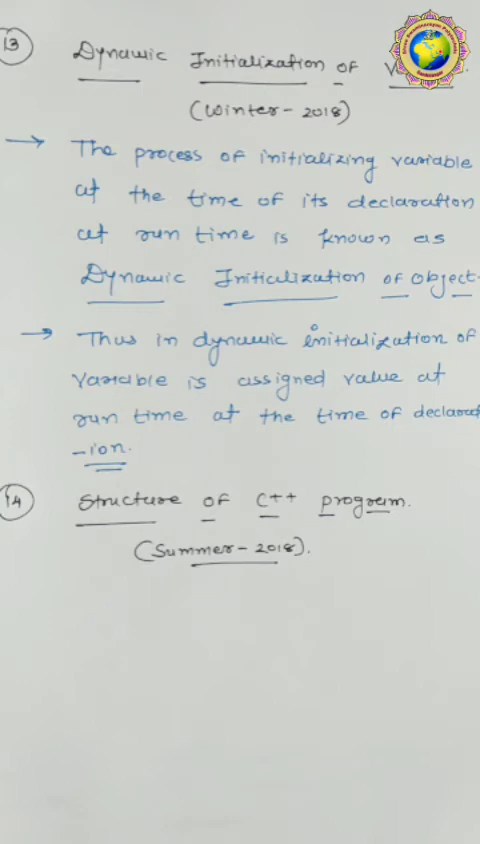 13 Dynamic Initialization of V
(Winter - 2018)
→ The process of initializing variable
at the time of its declaration
at run time is known as
Dynamic Initialization of Object.
→ Thus in dynamic initialization of
Variable is assigned value at
run time at the time of declarat
-ion.
14 Structure of C++ program.
(Summer - 2018).